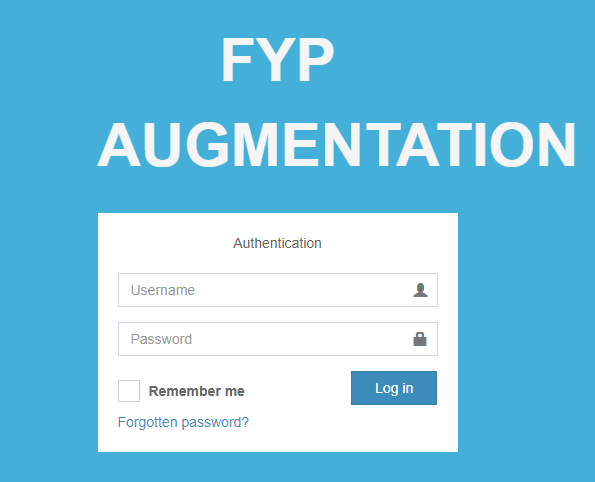 FYP
AUGMENTATION
Authentication
Username
Password
Remember me
Log in
Forgotten password?